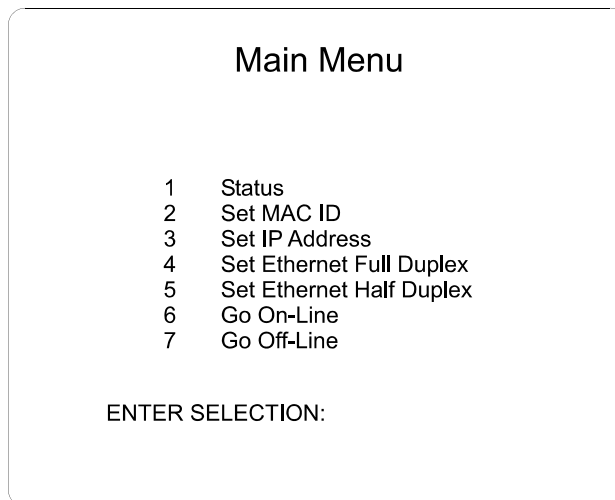 Main Menu
1 Status
2 Set MAC ID
3 Set IP Address
4 Set Ethernet Full Duplex
5 Set Ethernet Half Duplex
6 Go On-Line
7 Go Off-Line
ENTER SELECTION: